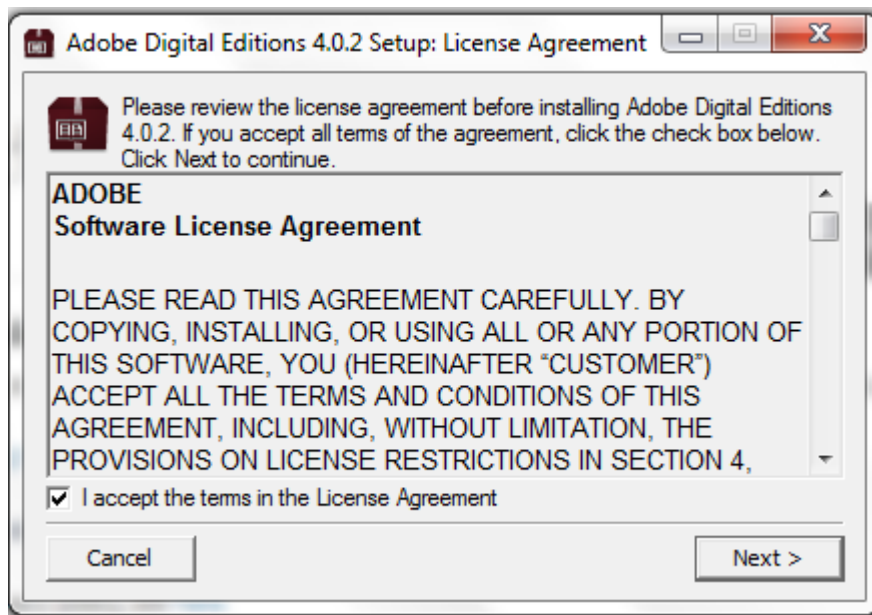 Adobe Digital Editions 4.0.2 Setup: License Agreement
Please review the license agreement before installing Adobe Digital Editions
4.0.2. If you accept all terms of the agreement, click the check box below.
Click Next to continue.
ADOBE
Software License Agreement
PLEASE READ THIS AGREEMENT CAREFULLY. BY
COPYING, INSTALLING, OR USING ALL OR ANY PORTION OF
THIS SOFTWARE, YOU (HEREINAFTER “CUSTOMER”)
ACCEPT ALL THE TERMS AND CONDITIONS OF THIS
AGREEMENT, INCLUDING, WITHOUT LIMITATION, THE
PROVISIONS ON LICENSE RESTRICTIONS IN SECTION 4,
I accept the terms in the License Agreement
Cancel
Next >